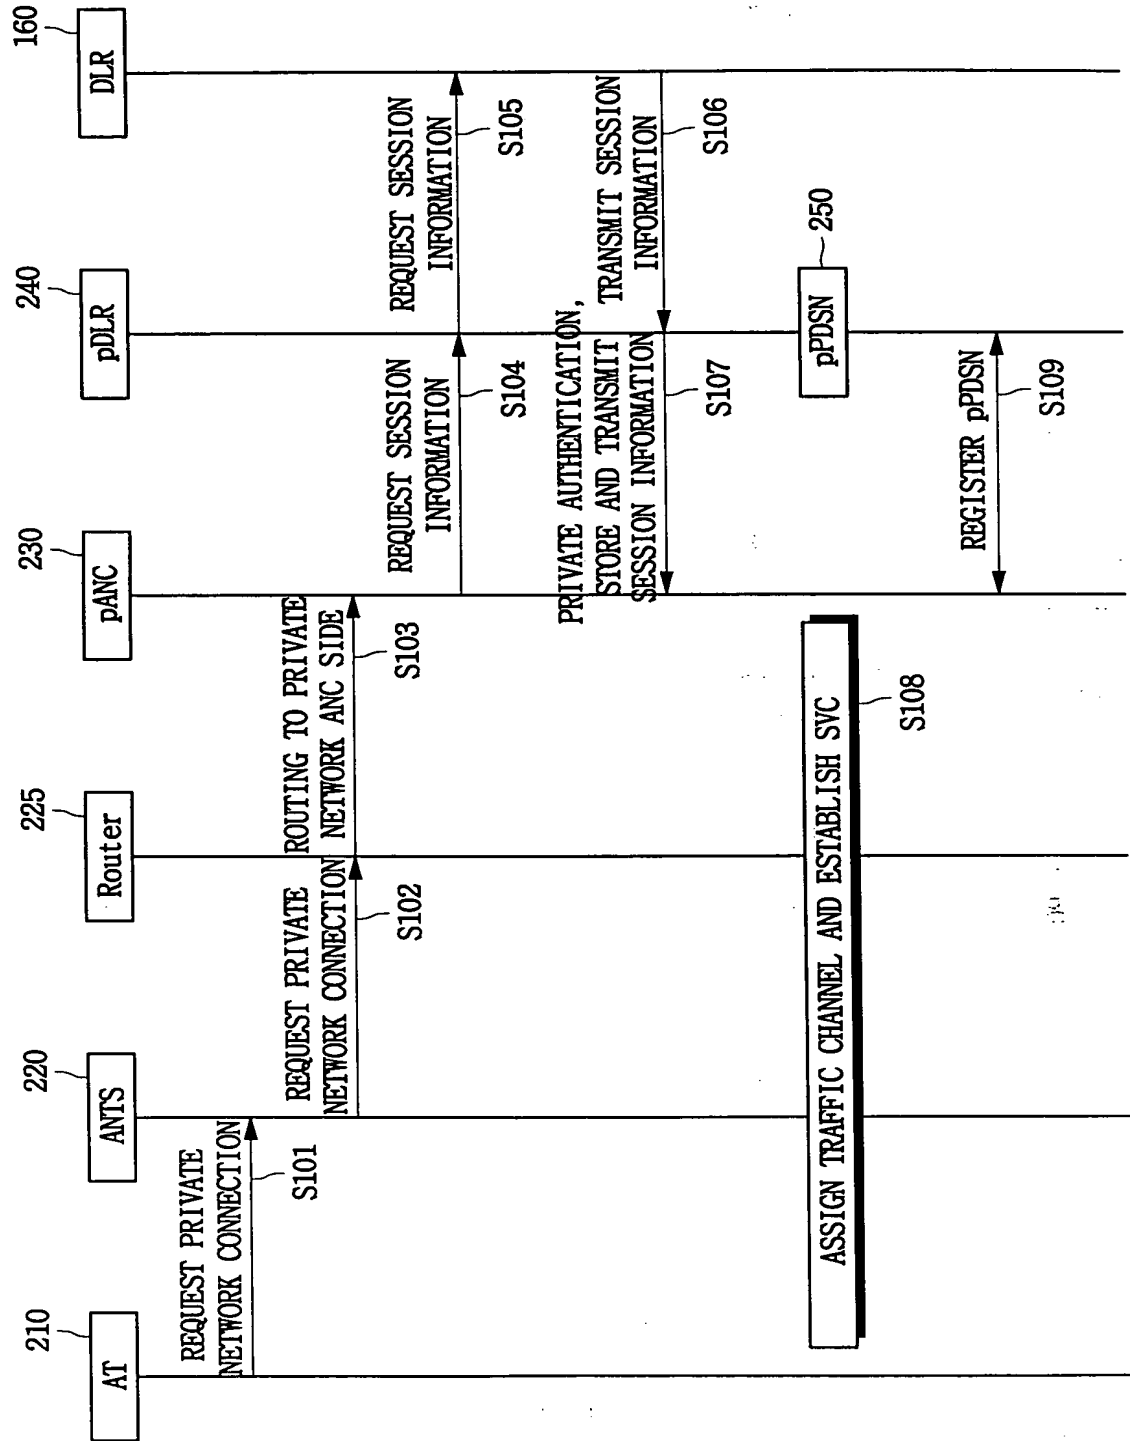 210
AT
220
ANTS
225
Router
230
pANC
240
pDLR
160
DLR
REQUEST PRIVATE
NETWORK CONNECTION
S101
REQUEST PRIVATE
NETWORK CONNECTION
S102
ROUTING TO PRIVATE
NETWORK ANC SIDE
S103
REQUEST SESSION
INFORMATION
S104
REQUEST SESSION
INFORMATION
S105
TRANSMIT SESSION
INFORMATION
S106
PRIVATE AUTHENTICATION,
STORE AND TRANSMIT
SESSION INFORMATION
S107
pPDSN
250
ASSIGN TRAFFIC CHANNEL AND ESTABLISH SVC
S108
REGISTER pPDSN
S109